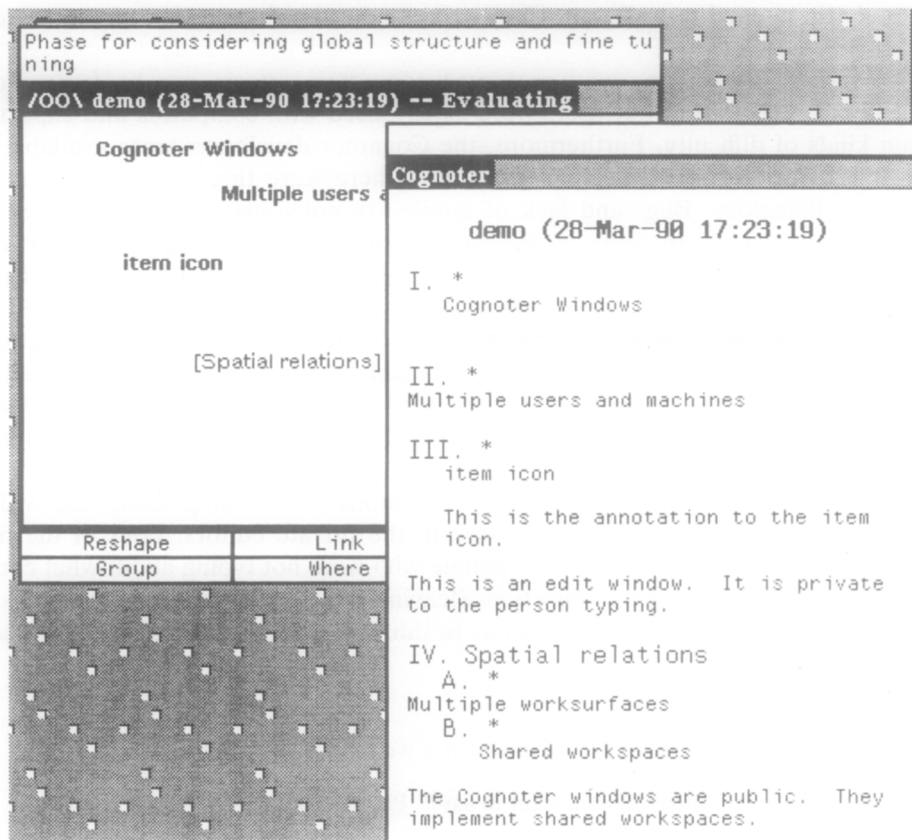 Phase for considering global structure and fine tu
ning
/OO\ demo (28-Mar-90 17:23:19) -- Evaluating
Cognoter Windows
Multiple users a
item icon
[Spatial relations]
Reshape
Link
Group
Where
Cognoter
demo (28-Mar-90 17:23:19)
I. *
Cognoter Windows
II. *
Multiple users and machines
III. *
item icon
This is the annotation to the item
icon.
This is an edit window. It is private
to the person typing.
IV. Spatial relations
A. *
Multiple worksurfaces
B. *
Shared workspaces
The Cognoter windows are public. They
implement shared workspaces.